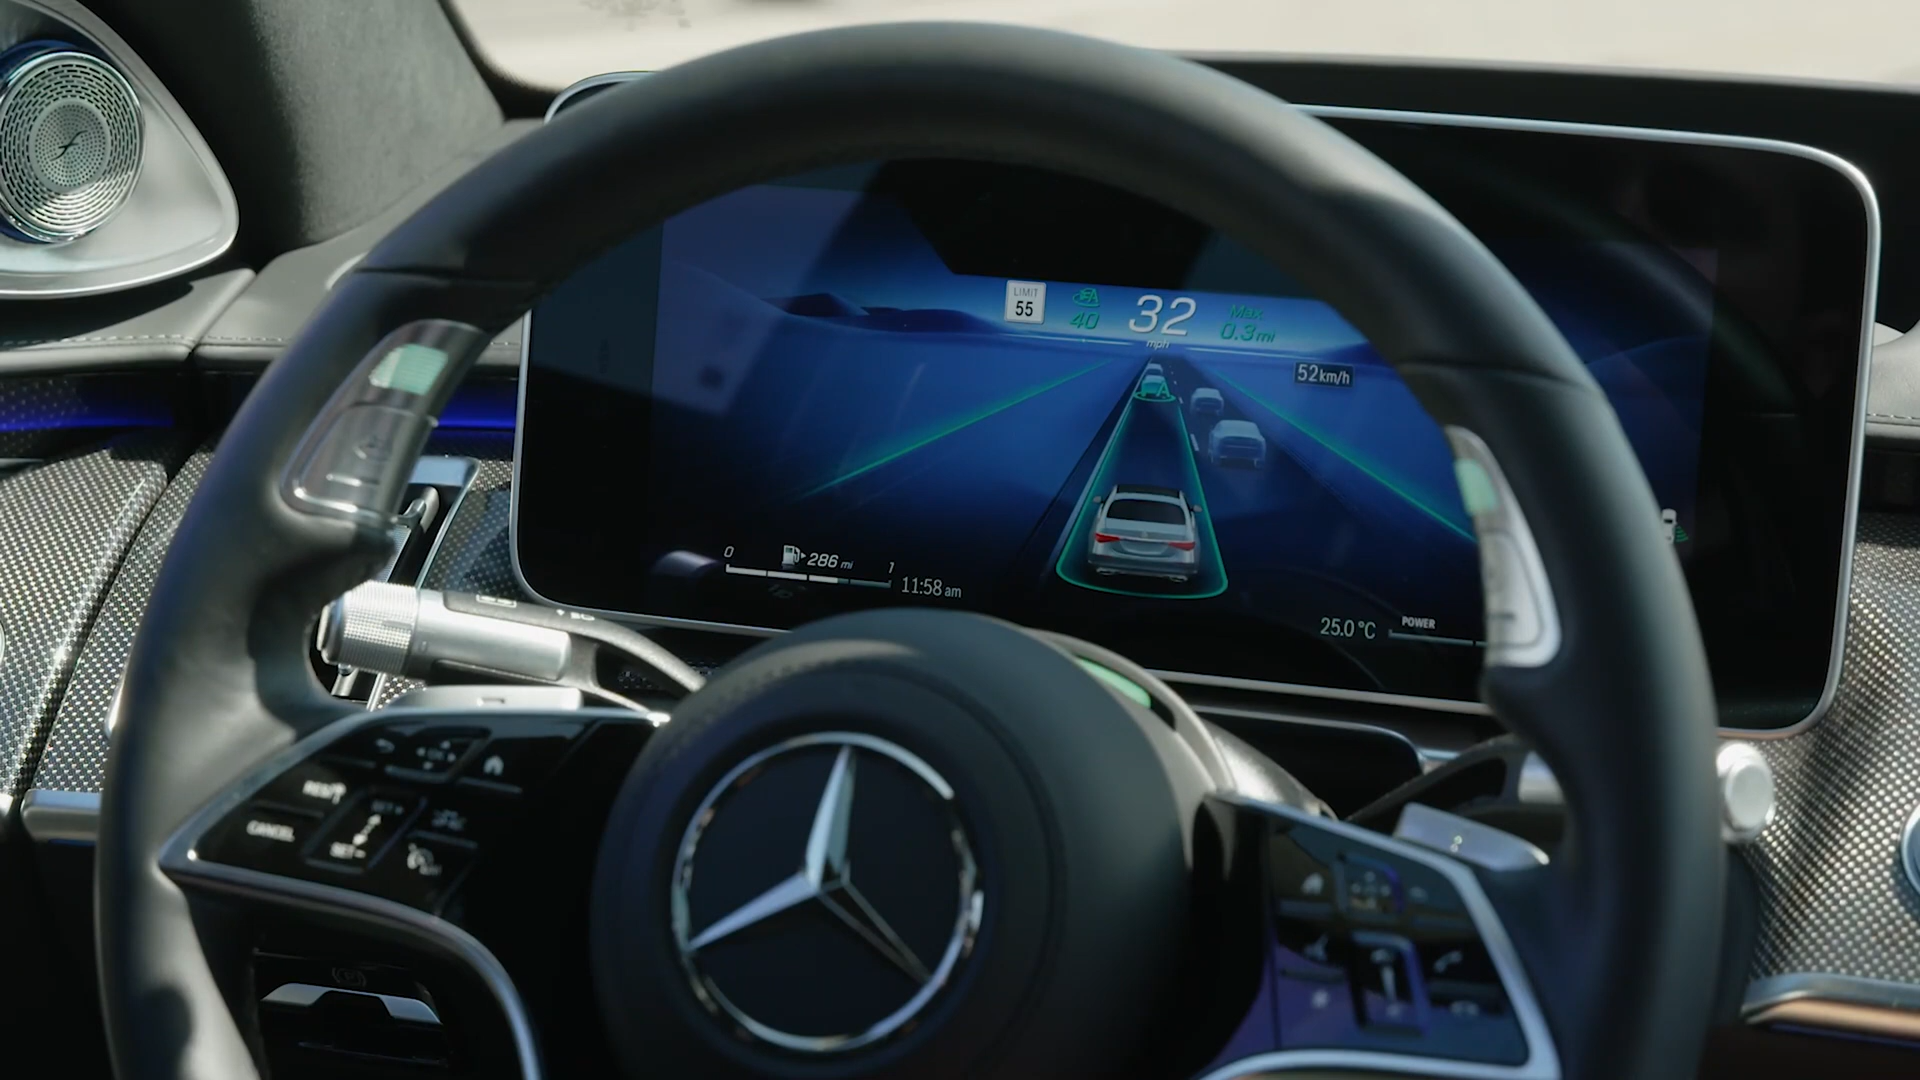 LIMIT
55
A
40
32
mph
Max
0.3 mi
52km/h
A
0
286 mi
1
11:58 am
25.0 °C
POWER
CANCEL
SET +
SET -